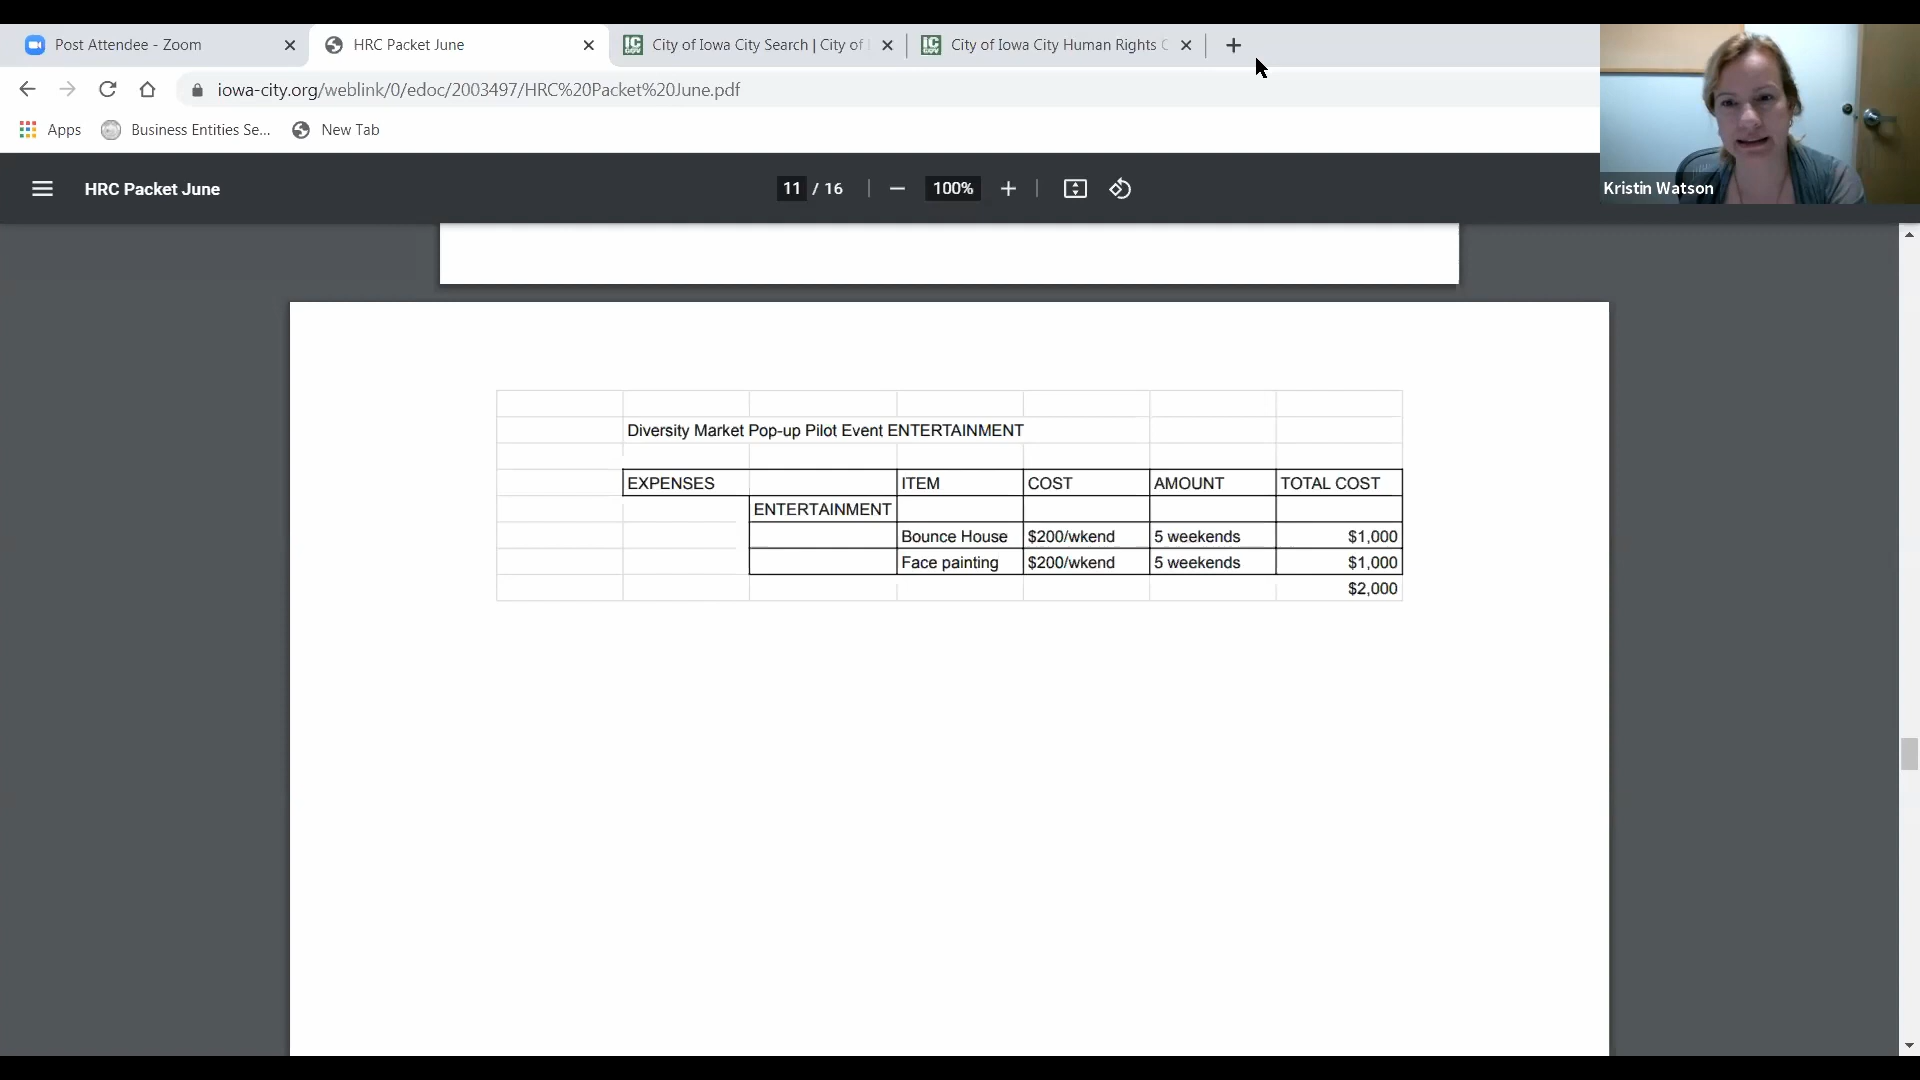 Post Attendee - Zoom
HRC Packet June
City of Iowa City Search | City of
City of Iowa City Human Rights
iowa-city.org/weblink/0/edoc/2003497/HRC%20Packet%20June.pdf
Apps
Business Entities Se...
New Tab
HRC Packet June
11 / 16
100%
Kristin Watson
Diversity Market Pop-up Pilot Event ENTERTAINMENT
EXPENSES ITEM COST AMOUNT TOTAL COST
ENTERTAINMENT
Bounce House $200/wkend 5 weekends $1,000
Face painting $200/wkend 5 weekends $1,000
$2,000